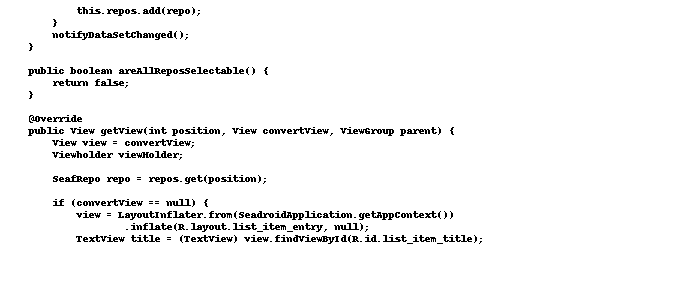 this.repos.add(repo);
}
notifyDataSetChanged();
}
public boolean areAllReposSelectable() {
return false;
}
@Override
public View getView(int position, View convertView, ViewGroup parent) {
View view = convertView;
Viewholder viewHolder;
SeafRepo repo = repos.get(position);
if (convertView == null) {
view = LayoutInflater.from(SeadroidApplication.getAppContext())
.inflate(R.layout.list_item_entry, null);
TextView title = (TextView) view.findViewById(R.id.list_item_title);